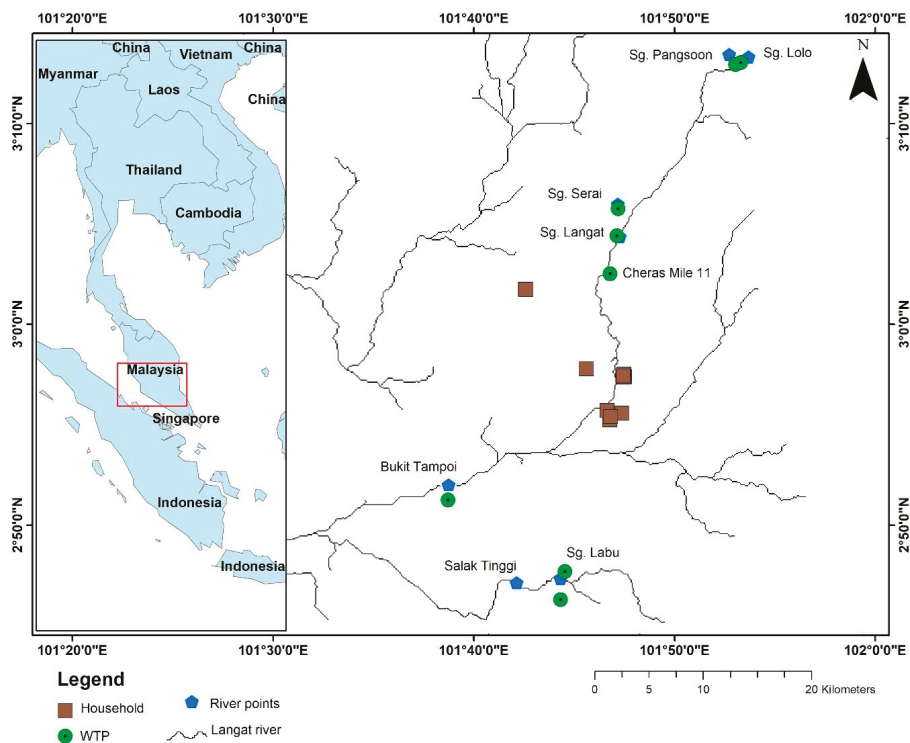 101°20'0"E 101°30'0"E 101°40'0"E 101°50'0"E 102°0'0"E
China
Vietnam
China
Myanmar
Laos
China
Thailand
Cambodia
Malaysia
Singapore
Indonesia
Indonesia
Sg. Pangsoon
Sg. Lolo
N
Sg. Serai
Sg. Langat
Cheras Mile 11
Bukit Tampoi
Salak Tinggi
Sg. Labu
3°10'0"N
3°0'0"N
2°50'0"N
3°10'0"N
3°0'0"N
2°50'0"N
101°20'0"E 101°30'0"E 101°40'0"E 101°50'0"E 102°0'0"E
Legend
Household
River points
WTP
Langat river
0 5 10 20 Kilometers